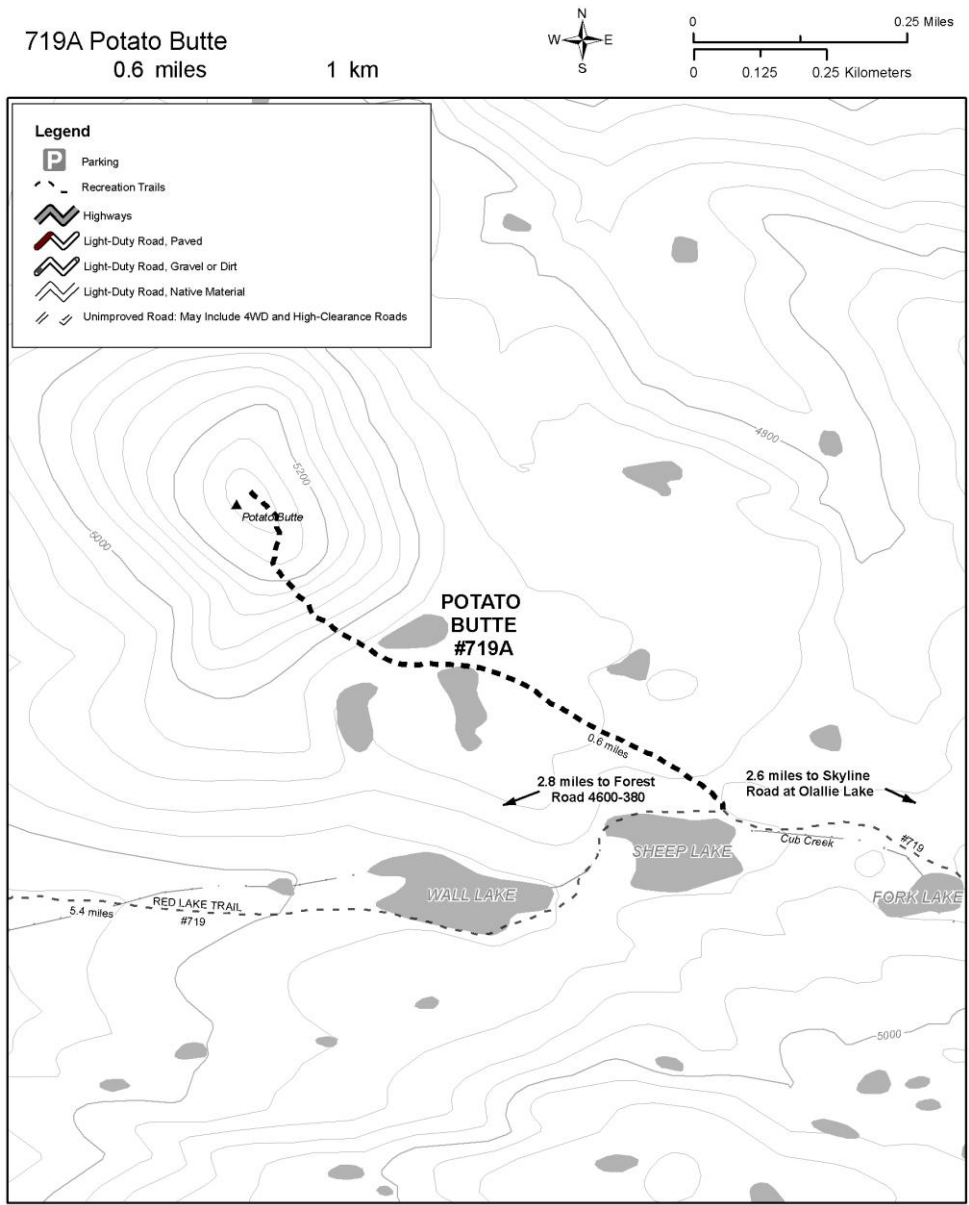 719A Potato Butte
0.6 miles 1 km
N
W E
S
0 0.25 Miles
0 0.125 0.25 Kilometers
Legend
P Parking
Recreation Trails
Highways
Light-Duty Road, Paved
Light-Duty Road, Gravel or Dirt
Light-Duty Road, Native Material
Unimproved Road: May Include 4WD and High-Clearance Roads
4800
5200
Potato Butte
5000
POTATO
BUTTE
#719A
0.6 miles
2.8 miles to Forest
Road 4600-380
2.6 miles to Skyline
Road at Olallie Lake
Cub Creek
#719
SHEEP LAKE
WALL LAKE
FORK LAKE
RED LAKE TRAIL
5.4 miles
#719
5000